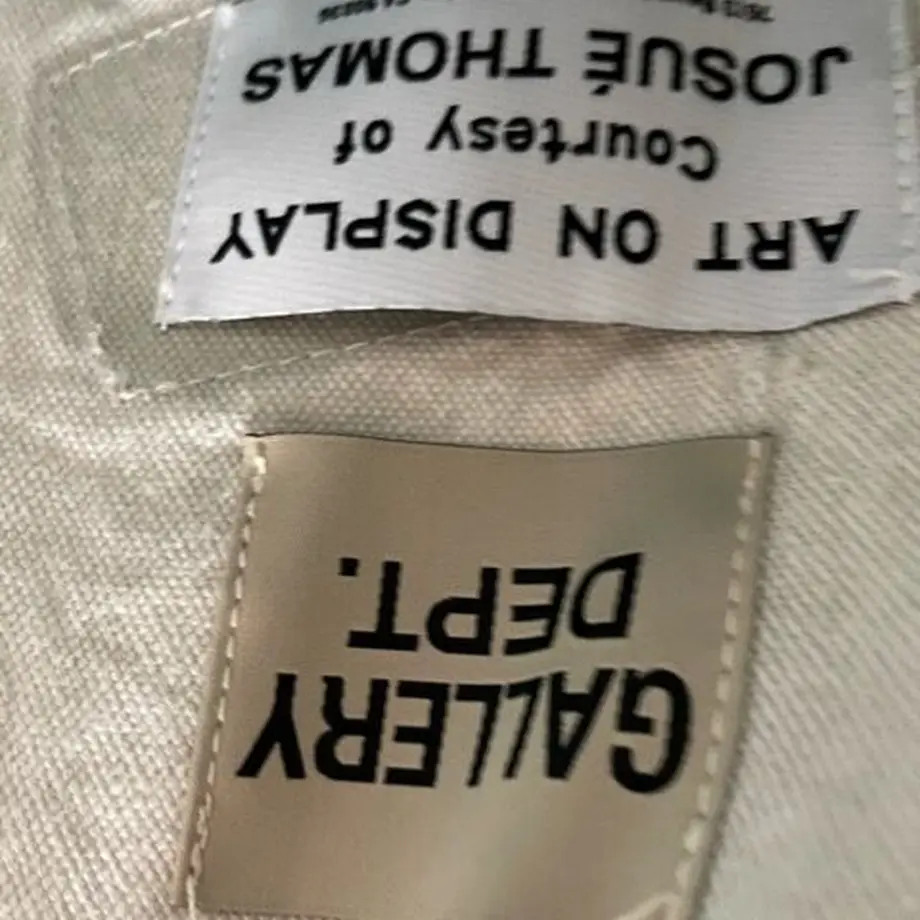 GALLERY
DEPT.
ART ON DISPLAY
Courtesy of
JOSUÉ THOMAS